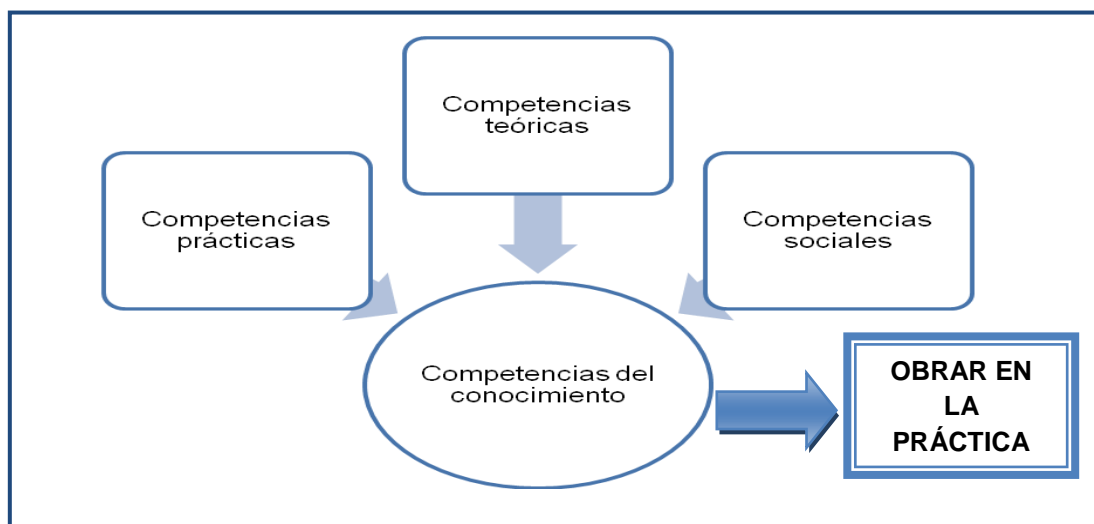 Competencias
teóricas
Competencias
prácticas
Competencias
sociales
Competencias del
conocimiento
OBRAR EN
LA
PRÁCTICA